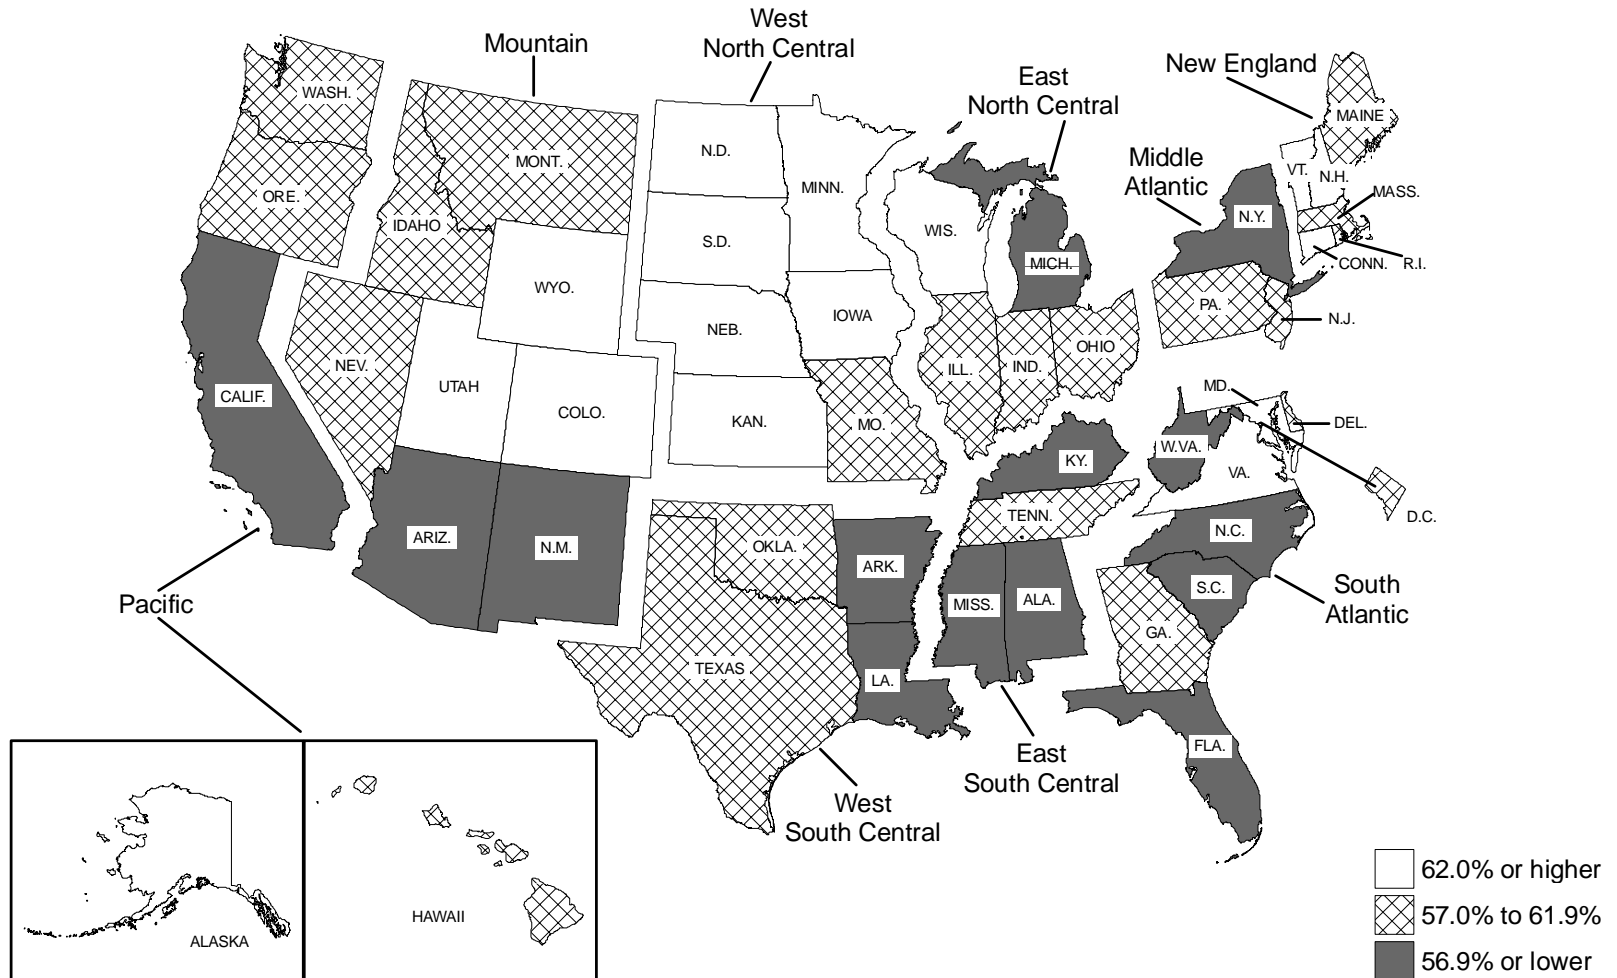 West
North Central
Mountain
East
North Central
New England
Middle
Atlantic
WASH.
MAINE
MONT.
N.D.
MINN.
VT.
N.H.
MASS.
ORE.
IDAHO
S.D.
WIS.
N.Y.
MICH.
CONN.
R.I.
WYO.
NEB.
IOWA
PA.
N.J.
NEV.
UTAH
COLO.
KAN.
MO.
ILL.
IND.
OHIO
CALIF.
MD.
DEL.
W.VA.
VA.
KY.
D.C.
TENN.
ARIZ.
N.M.
OKLA.
ARK.
N.C.
S.C.
MISS.
ALA.
GA.
South
Atlantic
Pacific
TEXAS
LA.
FLA.
East
South Central
West
South Central
HAWAII
ALASKA
62.0% or higher
57.0% to 61.9%
56.9% or lower